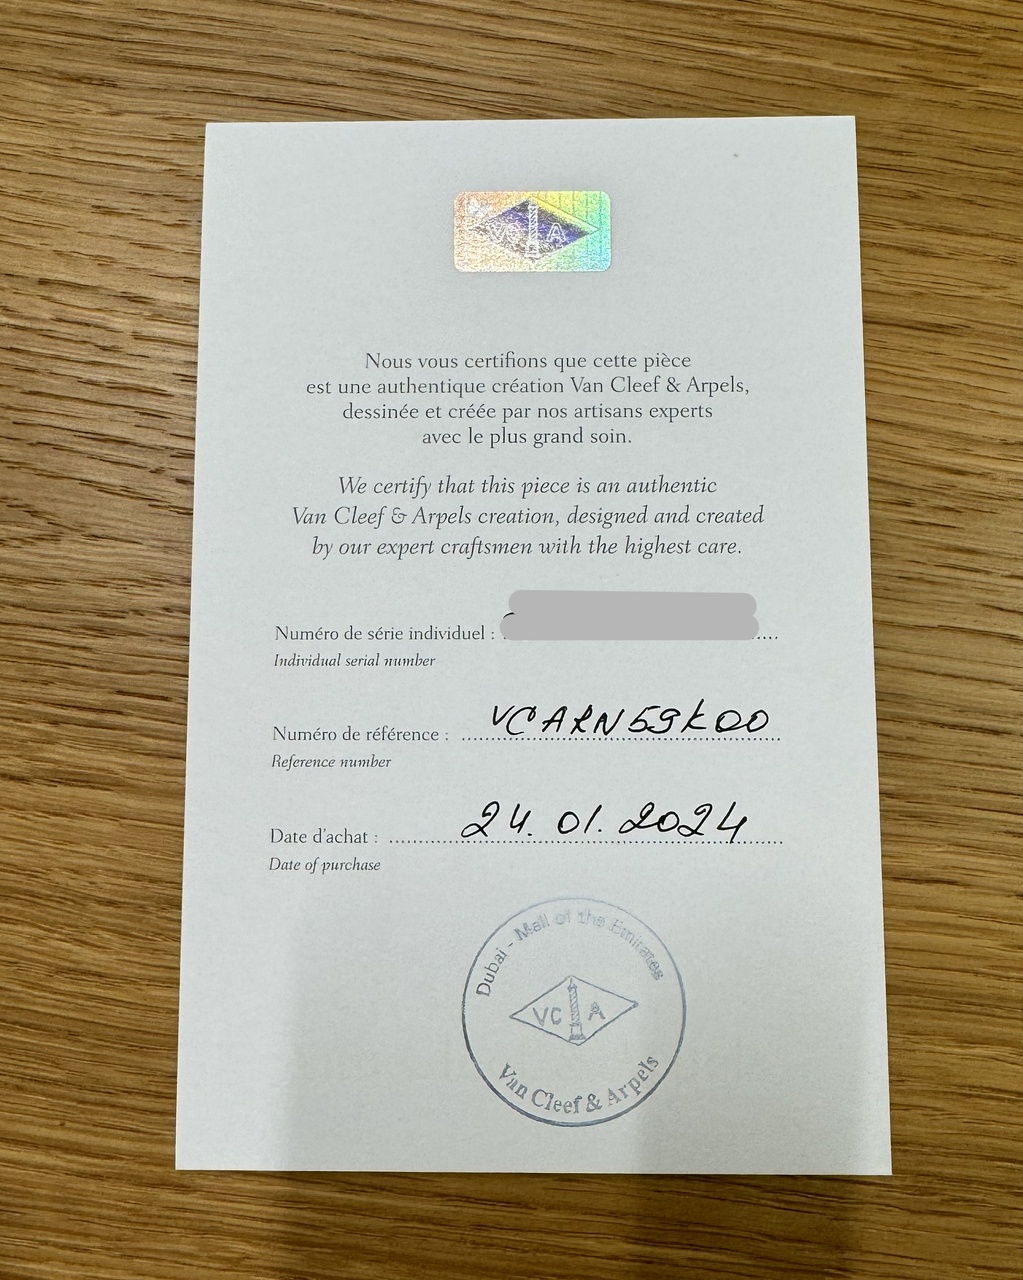 VC A
Nous vous certifions que cette pièce
est une authentique création Van Cleef & Arpels,
dessinée et créée par nos artisans experts
avec le plus grand soin.
We certify that this piece is an authentic
Van Cleef & Arpels creation, designed and created
by our expert craftsmen with the highest care.
Numéro de série individuel :
Individual serial number
Numéro de référence : VCARN59K00
Reference number
Date d'achat : 24.01.2024
Date of purchase
Dubai - Mall of the Emirates
VC A
Van Cleef & Arpels